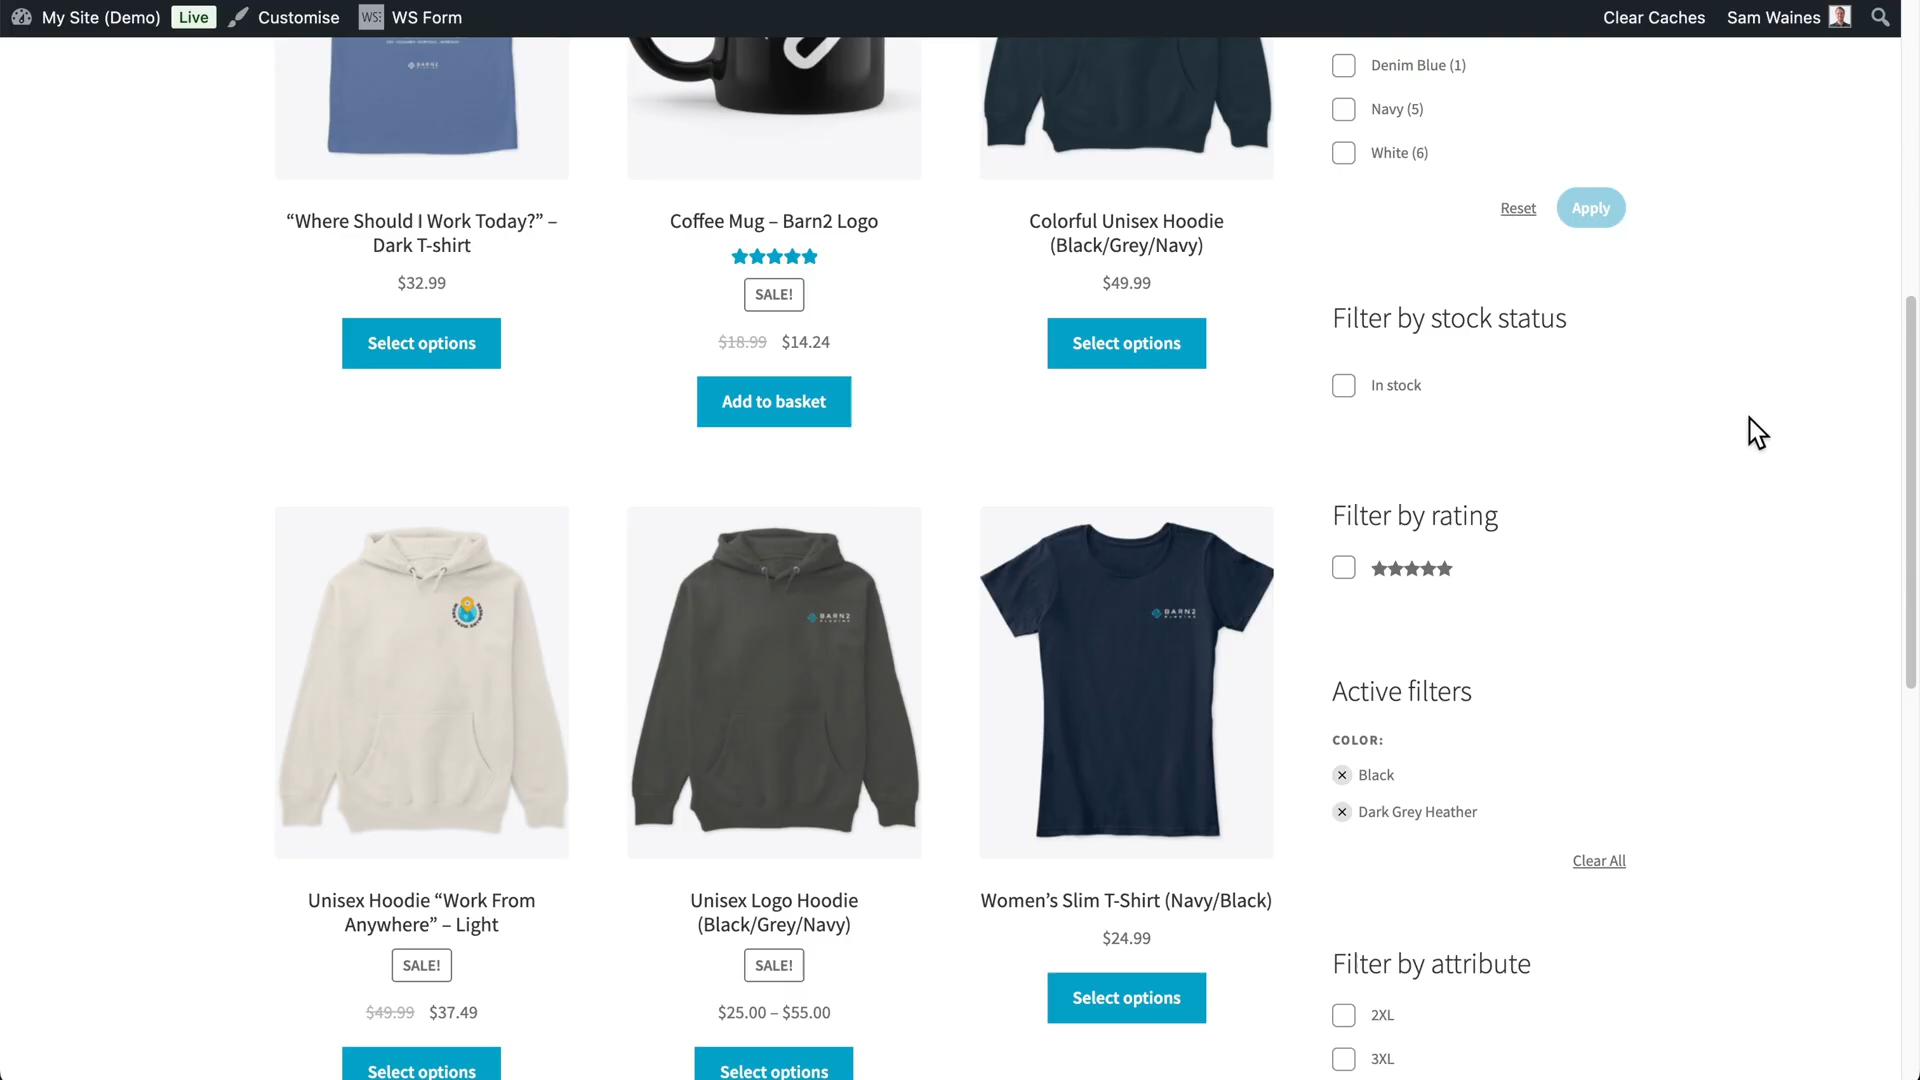 My Site (Demo) Live Customise WS Form Clear Caches Sam Waines
BARN2
Denim Blue (1)
Navy (5)
White (6)
Reset Apply
“Where Should I Work Today?” –
Dark T-shirt
$32.99
Select options
Coffee Mug – Barn2 Logo
SALE!
$18.99 $14.24
Add to basket
Colorful Unisex Hoodie
(Black/Grey/Navy)
$49.99
Select options
Filter by stock status
In stock
Filter by rating
BARN2
BARN2
Unisex Hoodie “Work From
Anywhere” – Light
SALE!
$49.99 $37.49
Select options
Unisex Logo Hoodie
(Black/Grey/Navy)
SALE!
$25.00 – $55.00
Select options
Women’s Slim T-Shirt (Navy/Black)
$24.99
Select options
Active filters
COLOR:
Black
Dark Grey Heather
Clear All
Filter by attribute
2XL
3XL